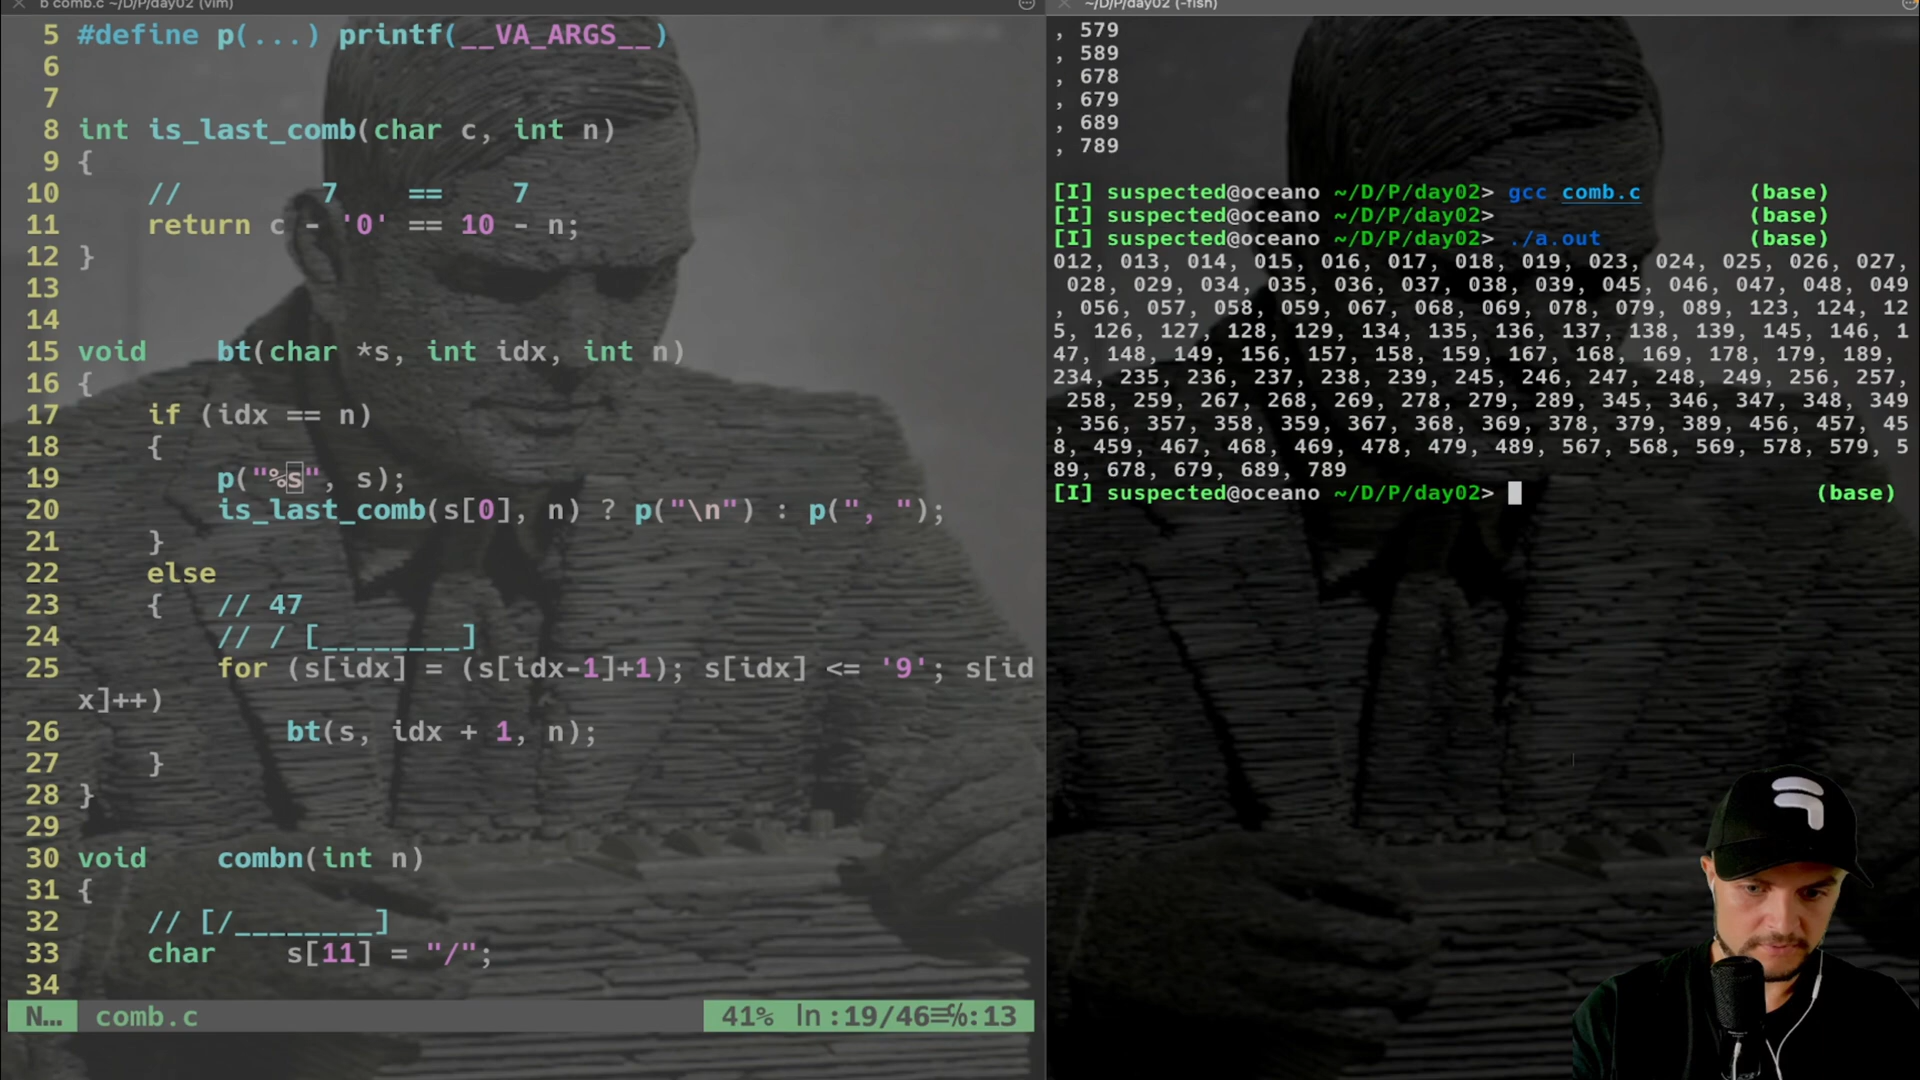 b comb.c ~/D/P/day02 (vim)
5 #define p(...) printf(__VA_ARGS__)
6
7
8 int is_last_comb(char c, int n)
9 {
10 // 7 == 7
11 return c - '0' == 10 - n;
12 }
13
14
15 void bt(char *s, int idx, int n)
16 {
17 if (idx == n)
18 {
19 p("%s", s);
20 is_last_comb(s[0], n) ? p("\n") : p(", ");
21 }
22 else
23 { // 47
24 // / [________]
25 for (s[idx] = (s[idx-1]+1); s[idx] <= '9'; s[id
x]++)
26 bt(s, idx + 1, n);
27 }
28 }
29
30 void combn(int n)
31 {
32 // [/________]
33 char s[11] = "/";
34
N... comb.c 41% ln :19/46≡℅:13
~/D/P/day02 (-fish)
, 579
, 589
, 678
, 679
, 689
, 789
[I] suspected@oceano ~/D/P/day02> gcc comb.c (base)
[I] suspected@oceano ~/D/P/day02> (base)
[I] suspected@oceano ~/D/P/day02> ./a.out (base)
012, 013, 014, 015, 016, 017, 018, 019, 023, 024, 025, 026, 027,
028, 029, 034, 035, 036, 037, 038, 039, 045, 046, 047, 048, 049
, 056, 057, 058, 059, 067, 068, 069, 078, 079, 089, 123, 124, 12
5, 126, 127, 128, 129, 134, 135, 136, 137, 138, 139, 145, 146, 1
47, 148, 149, 156, 157, 158, 159, 167, 168, 169, 178, 179, 189,
234, 235, 236, 237, 238, 239, 245, 246, 247, 248, 249, 256, 257,
258, 259, 267, 268, 269, 278, 279, 289, 345, 346, 347, 348, 349
, 356, 357, 358, 359, 367, 368, 369, 378, 379, 389, 456, 457, 45
8, 459, 467, 468, 469, 478, 479, 489, 567, 568, 569, 578, 579, 5
89, 678, 679, 689, 789
[I] suspected@oceano ~/D/P/day02> (base)